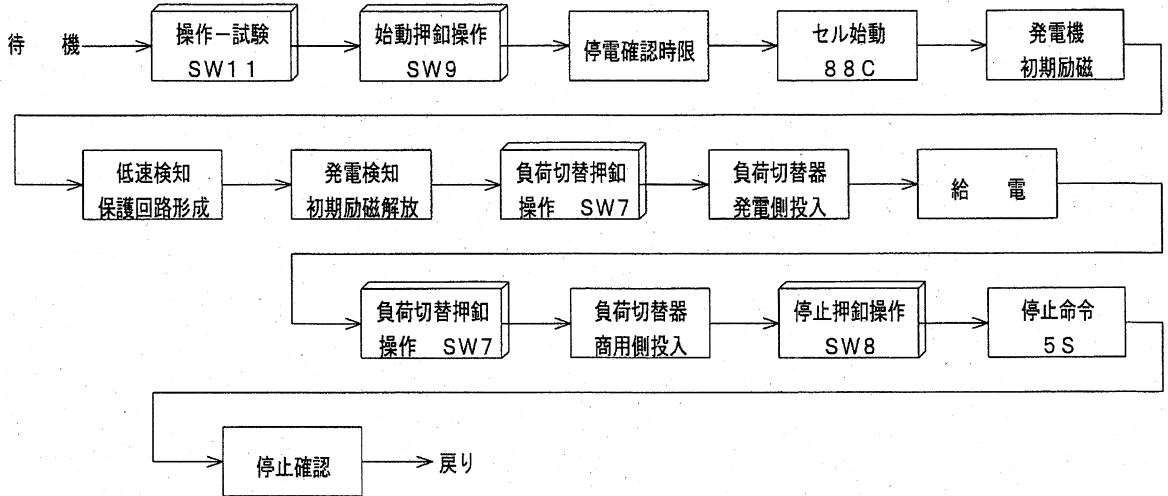 待　機
操作－試験
SW11
始動押釦操作
SW9
停電確認時限
セル始動
88C
発電機
初期励磁
低速検知
保護回路形成
発電検知
初期励磁解放
負荷切替押釦
操作　SW7
負荷切替器
発電側投入
給　電
負荷切替押釦
操作　SW7
負荷切替器
商用側投入
停止押釦操作
SW8
停止命令
5S
停止確認
戻り